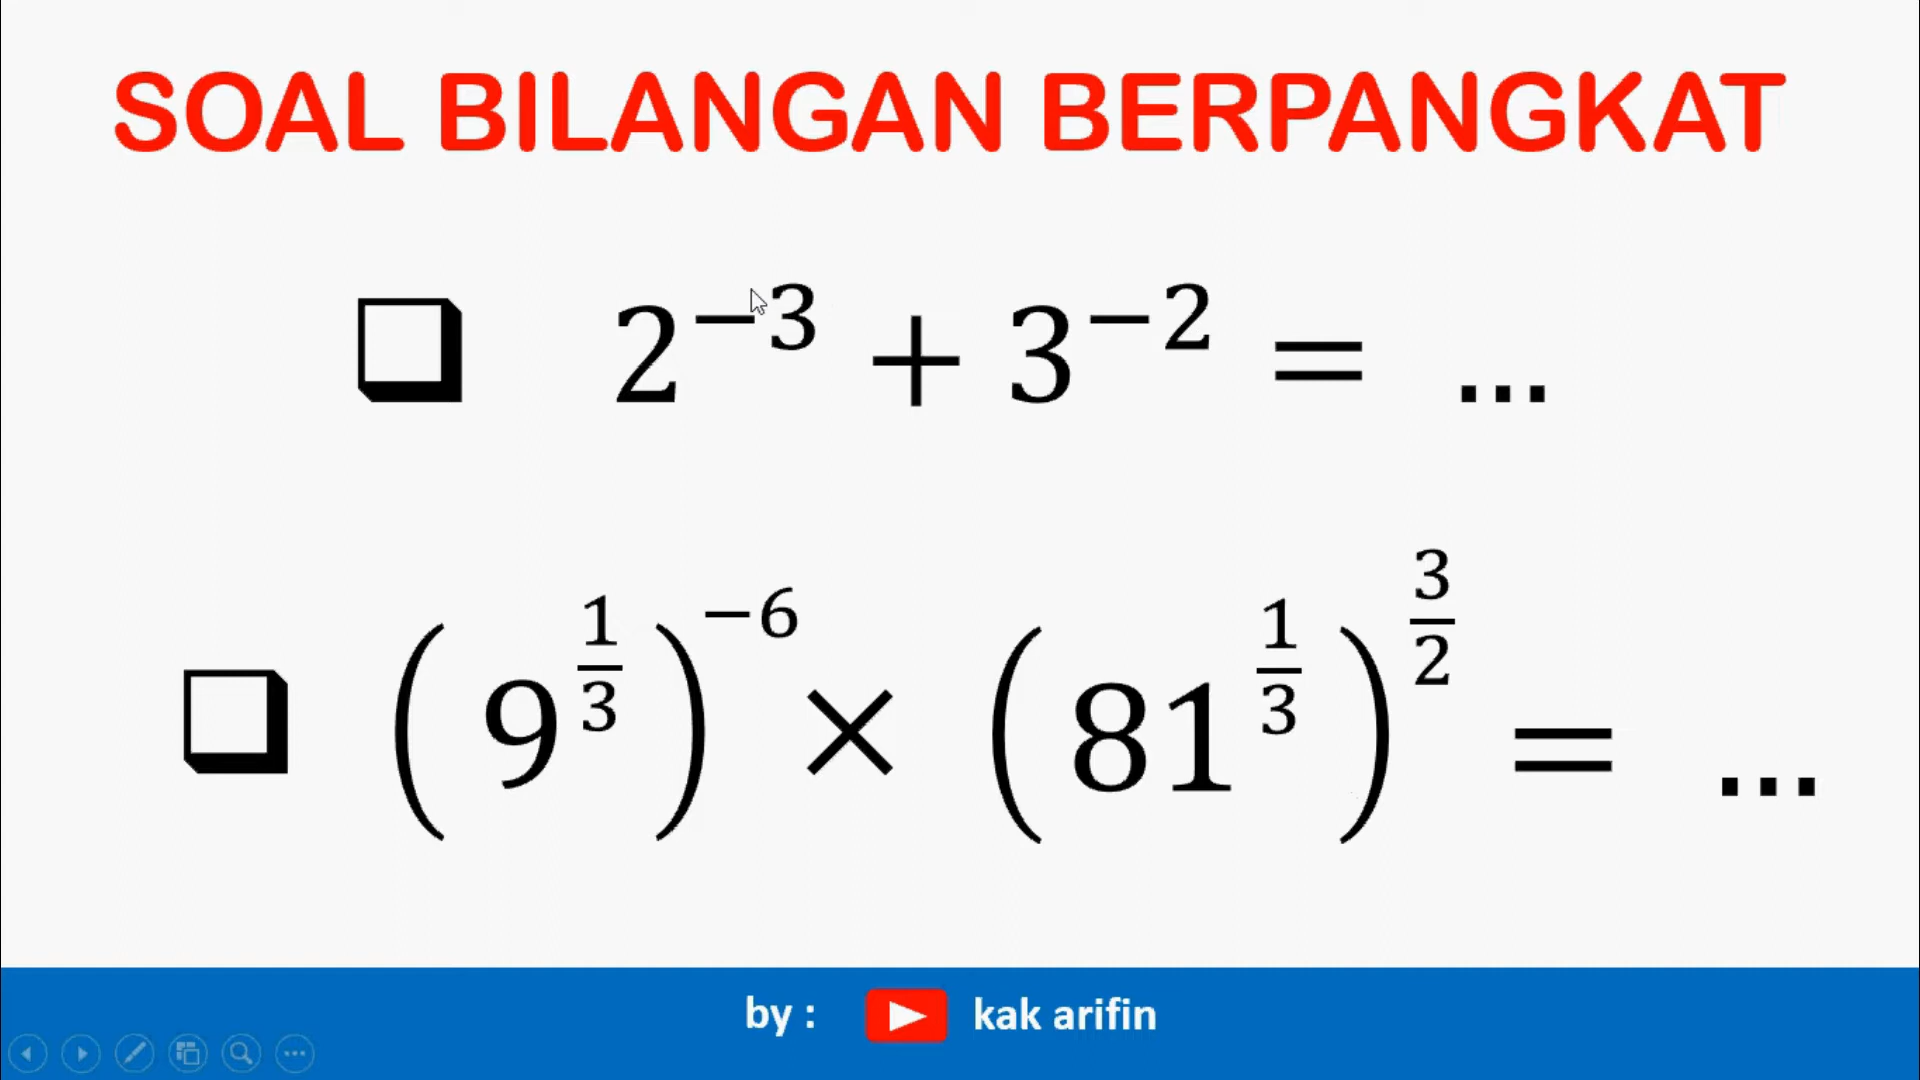 SOAL BILANGAN BERPANGKAT
❑ 2⁻³ + 3⁻² = ...
❑ (9^{1/3})^{-6} × (81^{1/3})^{3/2} = ...
by : kak arifin